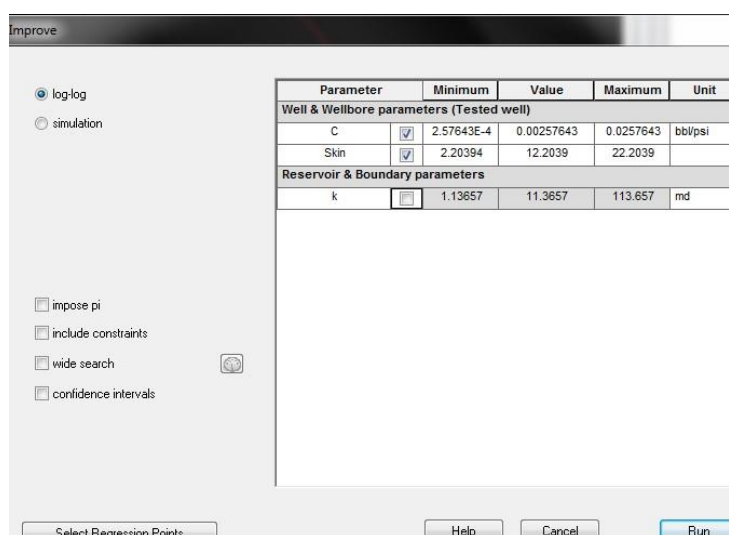 Improve
log-log
simulation
Parameter Minimum Value Maximum Unit
Well & Wellbore parameters (Tested well)
C 2.57643E-4 0.00257643 0.0257643 bbl/psi
Skin 2.20394 12.2039 22.2039
Reservoir & Boundary parameters
k 1.13657 11.3657 113.657 md
impose pi
include constraints
wide search
confidence intervals
Select Regression Points Help Cancel Run